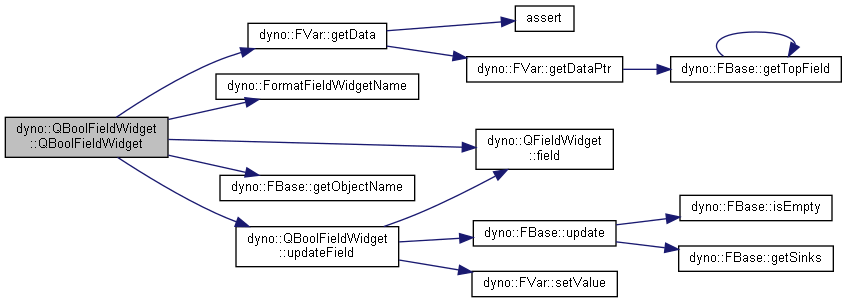 dyno::QBoolFieldWidget
::QBoolFieldWidget
dyno::FVar::getData
assert
dyno::FVar::getDataPtr
dyno::FBase::getTopField
dyno::FormatFieldWidgetName
dyno::QFieldWidget
::field
dyno::FBase::getObjectName
dyno::QBoolFieldWidget
::updateField
dyno::FBase::update
dyno::FBase::isEmpty
dyno::FBase::getSinks
dyno::FVar::setValue